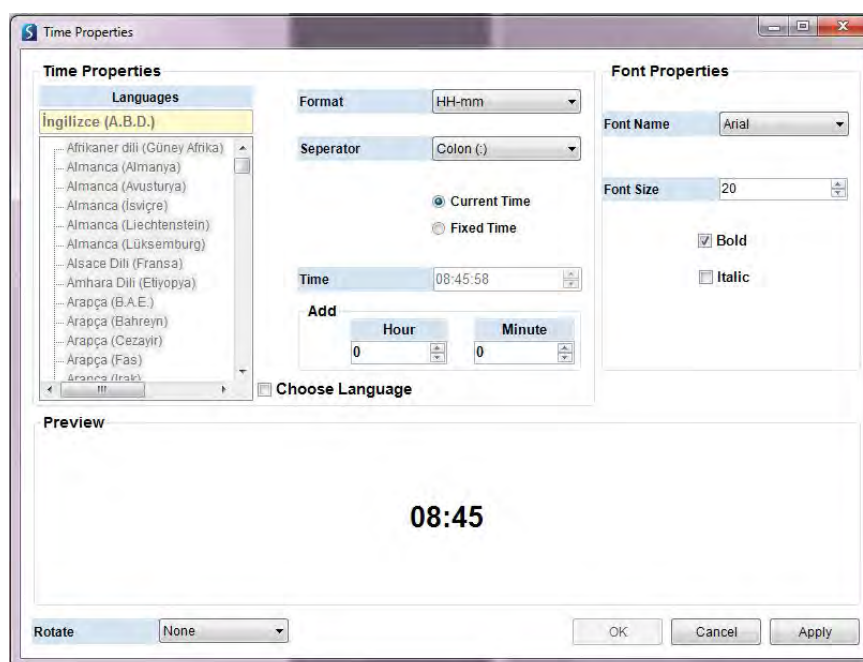 Time Properties
Time Properties
Languages
İngilizce (A.B.D.)
Afrikaner dili (Güney Afrika)
Almanca (Almanya)
Almanca (Avusturya)
Almanca (İsviçre)
Almanca (Liechtenstein)
Almanca (Lüksemburg)
Alsace Dili (Fransa)
Amhara Dili (Etiyopya)
Arapça (B.A.E.)
Arapça (Bahreyn)
Arapça (Cezayir)
Arapça (Fas)
Arapça (Irak)
Format
HH-mm
Seperator
Colon (:)
Current Time
Fixed Time
Time
08:45:58
Add
Hour
Minute
0
0
Choose Language
Font Properties
Font Name
Arial
Font Size
20
Bold
Italic
Preview
08:45
Rotate
None
OK
Cancel
Apply